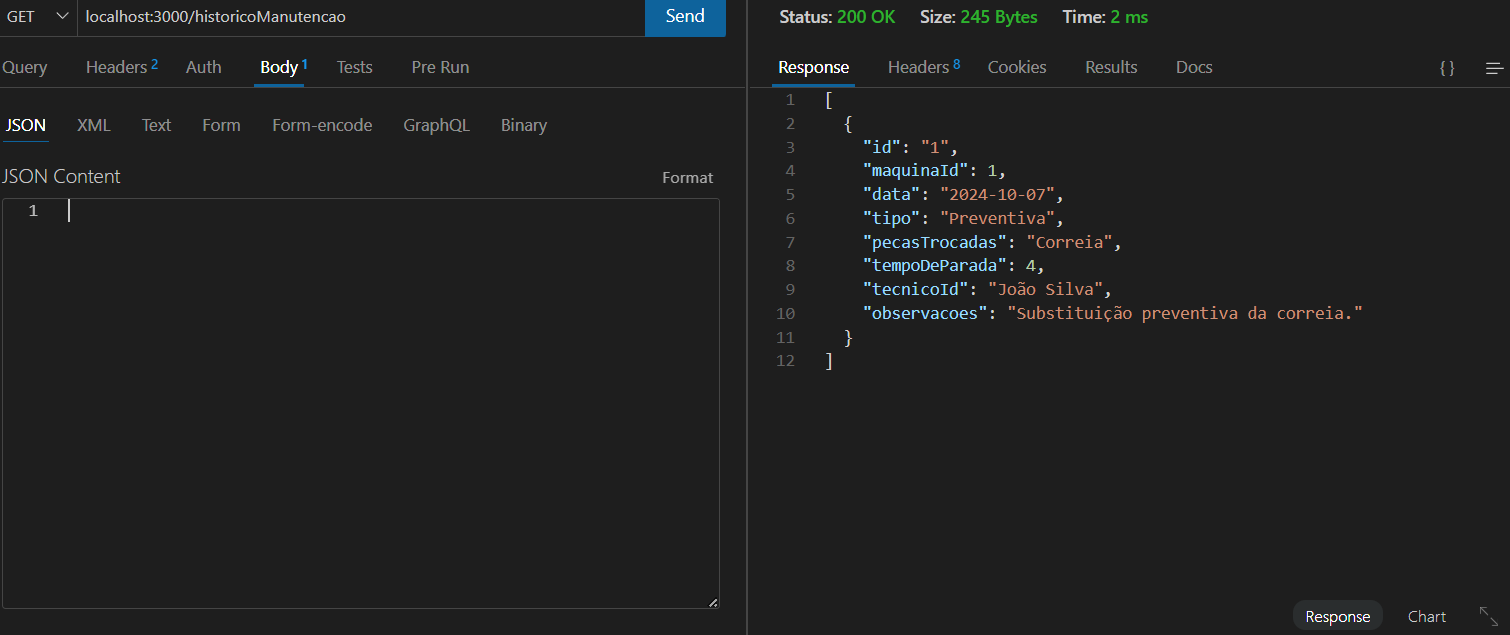 GET localhost:3000/historicoManutencao Send
Query Headers 2 Auth Body 1 Tests Pre Run
JSON XML Text Form Form-encode GraphQL Binary
JSON Content Format
1
Status: 200 OK Size: 245 Bytes Time: 2 ms
Response Headers 8 Cookies Results Docs { }
1 [
2 {
3 "id": "1",
4 "maquinaId": 1,
5 "data": "2024-10-07",
6 "tipo": "Preventiva",
7 "pecasTrocadas": "Correia",
8 "tempoDeParada": 4,
9 "tecnicoId": "João Silva",
10 "observacoes": "Substituição preventiva da correia."
11 }
12 ]
Response Chart